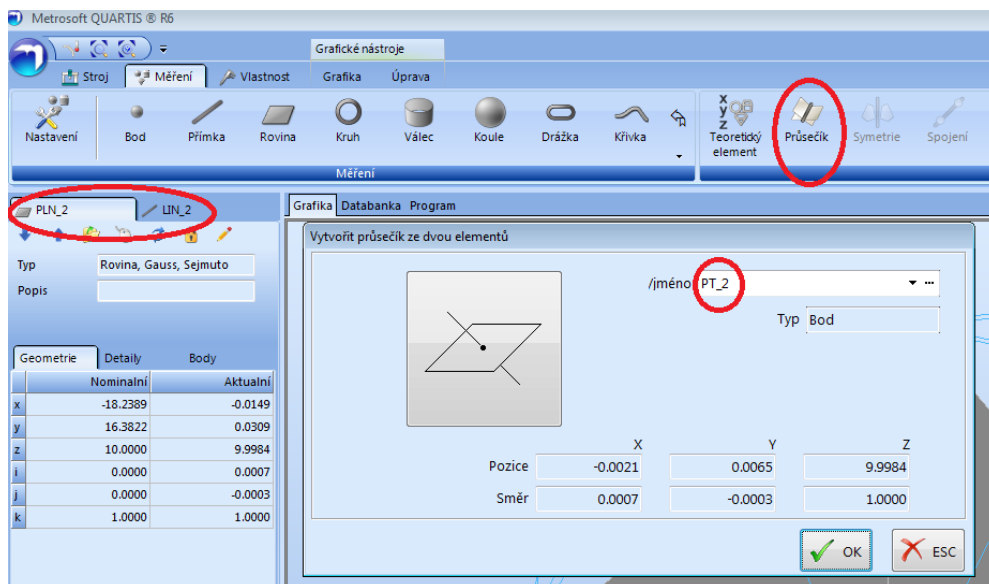 Metrosoft QUARTIS ® R6
Grafické nástroje
Stroj Měření Vlastnost Grafika Úprava
Nastavení Bod Přímka Rovina Kruh Válec Koule Drážka Křivka
x y z
Teoretický element Průsečík Symetrie Spojení
Měření
PLN_2 LIN_2
Grafika Databanka Program
Vytvořit průsečík ze dvou elementů
Typ Rovina, Gauss, Sejmuto
Popis
/jméno PT_2
Typ Bod
Geometrie Detaily Body
Nominalní Aktualní
x -18.2389 -0.0149
y 16.3822 0.0309
z 10.0000 9.9984
i 0.0000 0.0007
j 0.0000 -0.0003
k 1.0000 1.0000
X Y Z
Pozice -0.0021 0.0065 9.9984
Směr 0.0007 -0.0003 1.0000
OK ESC